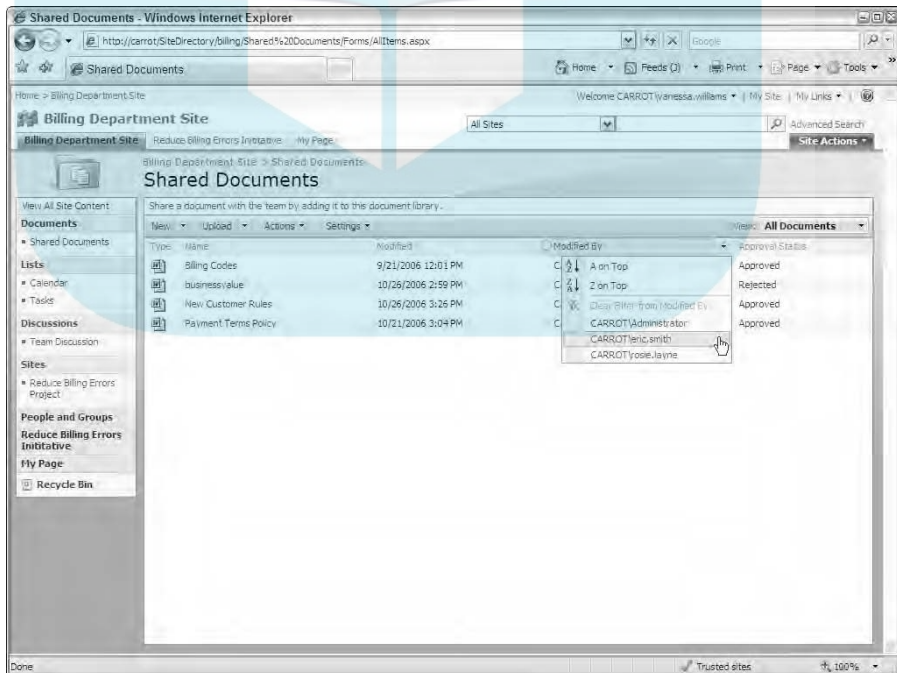 Shared Documents - Windows Internet Explorer
http://carrot/SiteDirectory/billing/Shared%20Documents/Forms/AllItems.aspx
Google
Shared Documents
Home
Feeds (J)
Print
Page
Tools
Home > Billing Department Site
Welcome CARROT\vanessa.williams
My Site
My Links
Billing Department Site
All Sites
Advanced Search
Billing Department Site
Reduce Billing Errors Initiative
My Page
Site Actions
Billing Department Site > Shared Documents
Shared Documents
View All Site Content
Documents
Shared Documents
Lists
Calendar
Tasks
Discussions
Team Discussion
Sites
Reduce Billing Errors
Project
People and Groups
Reduce Billing Errors
Inititative
My Page
Recycle Bin
Share a document with the team by adding it to this document library.
New
Upload
Actions
Settings
View: All Documents
Type Name Modified Modified By Approval Status
Billing Codes 9/21/2006 12:01 PM C Approved
businessvalue 10/26/2006 2:59 PM C Rejected
New Customer Rules 10/26/2006 3:26 PM C Approved
Payment Terms Policy 10/21/2006 3:04 PM C Approved
A on Top
Z on Top
Clear Filter from Modified By
CARROT\Administrator
CARROT\eric.smith
CARROT\rosie.layne
Done
Trusted sites
100%